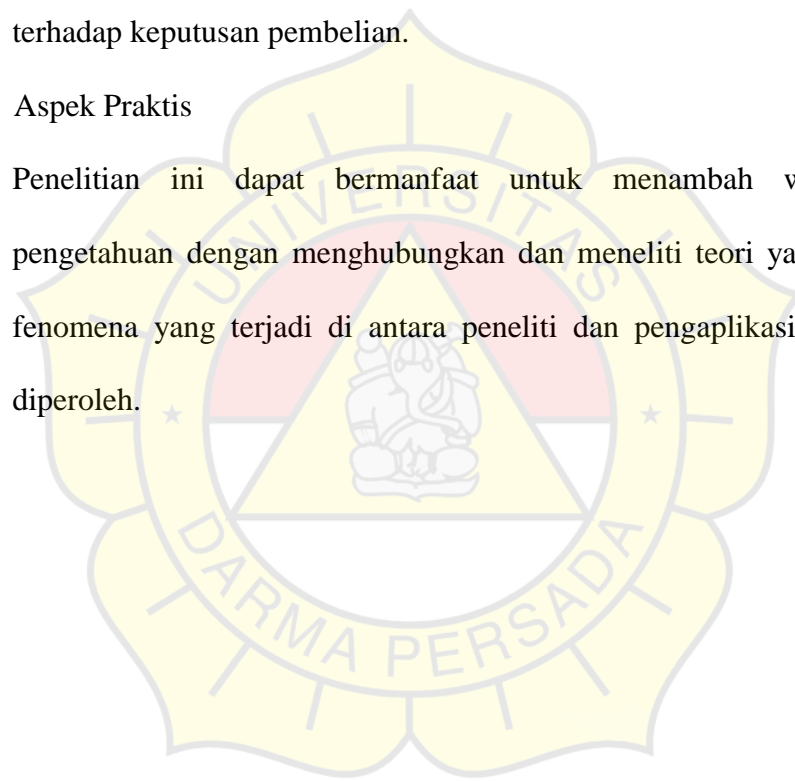 terhadap keputusan pembelian.
Aspek Praktis
Penelitian ini dapat bermanfaat untuk menambah w
pengetahuan dengan menghubungkan dan meneliti teori ya
fenomena yang terjadi di antara peneliti dan pengaplikasi
diperoleh.
UNIVERSITAS
DARMA PERSADA